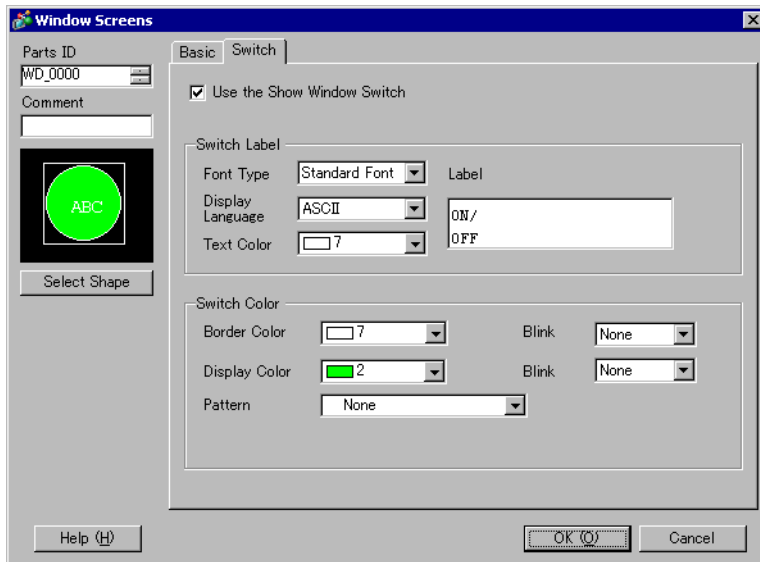 Window Screens
Parts ID
WD_0000
Comment
ABC
Select Shape
Basic
Switch
Use the Show Window Switch
Switch Label
Font Type
Standard Font
Label
Display
Language
ASCII
ON/
OFF
Text Color
7
Switch Color
Border Color
7
Blink
None
Display Color
2
Blink
None
Pattern
None
Help (H)
OK (O)
Cancel